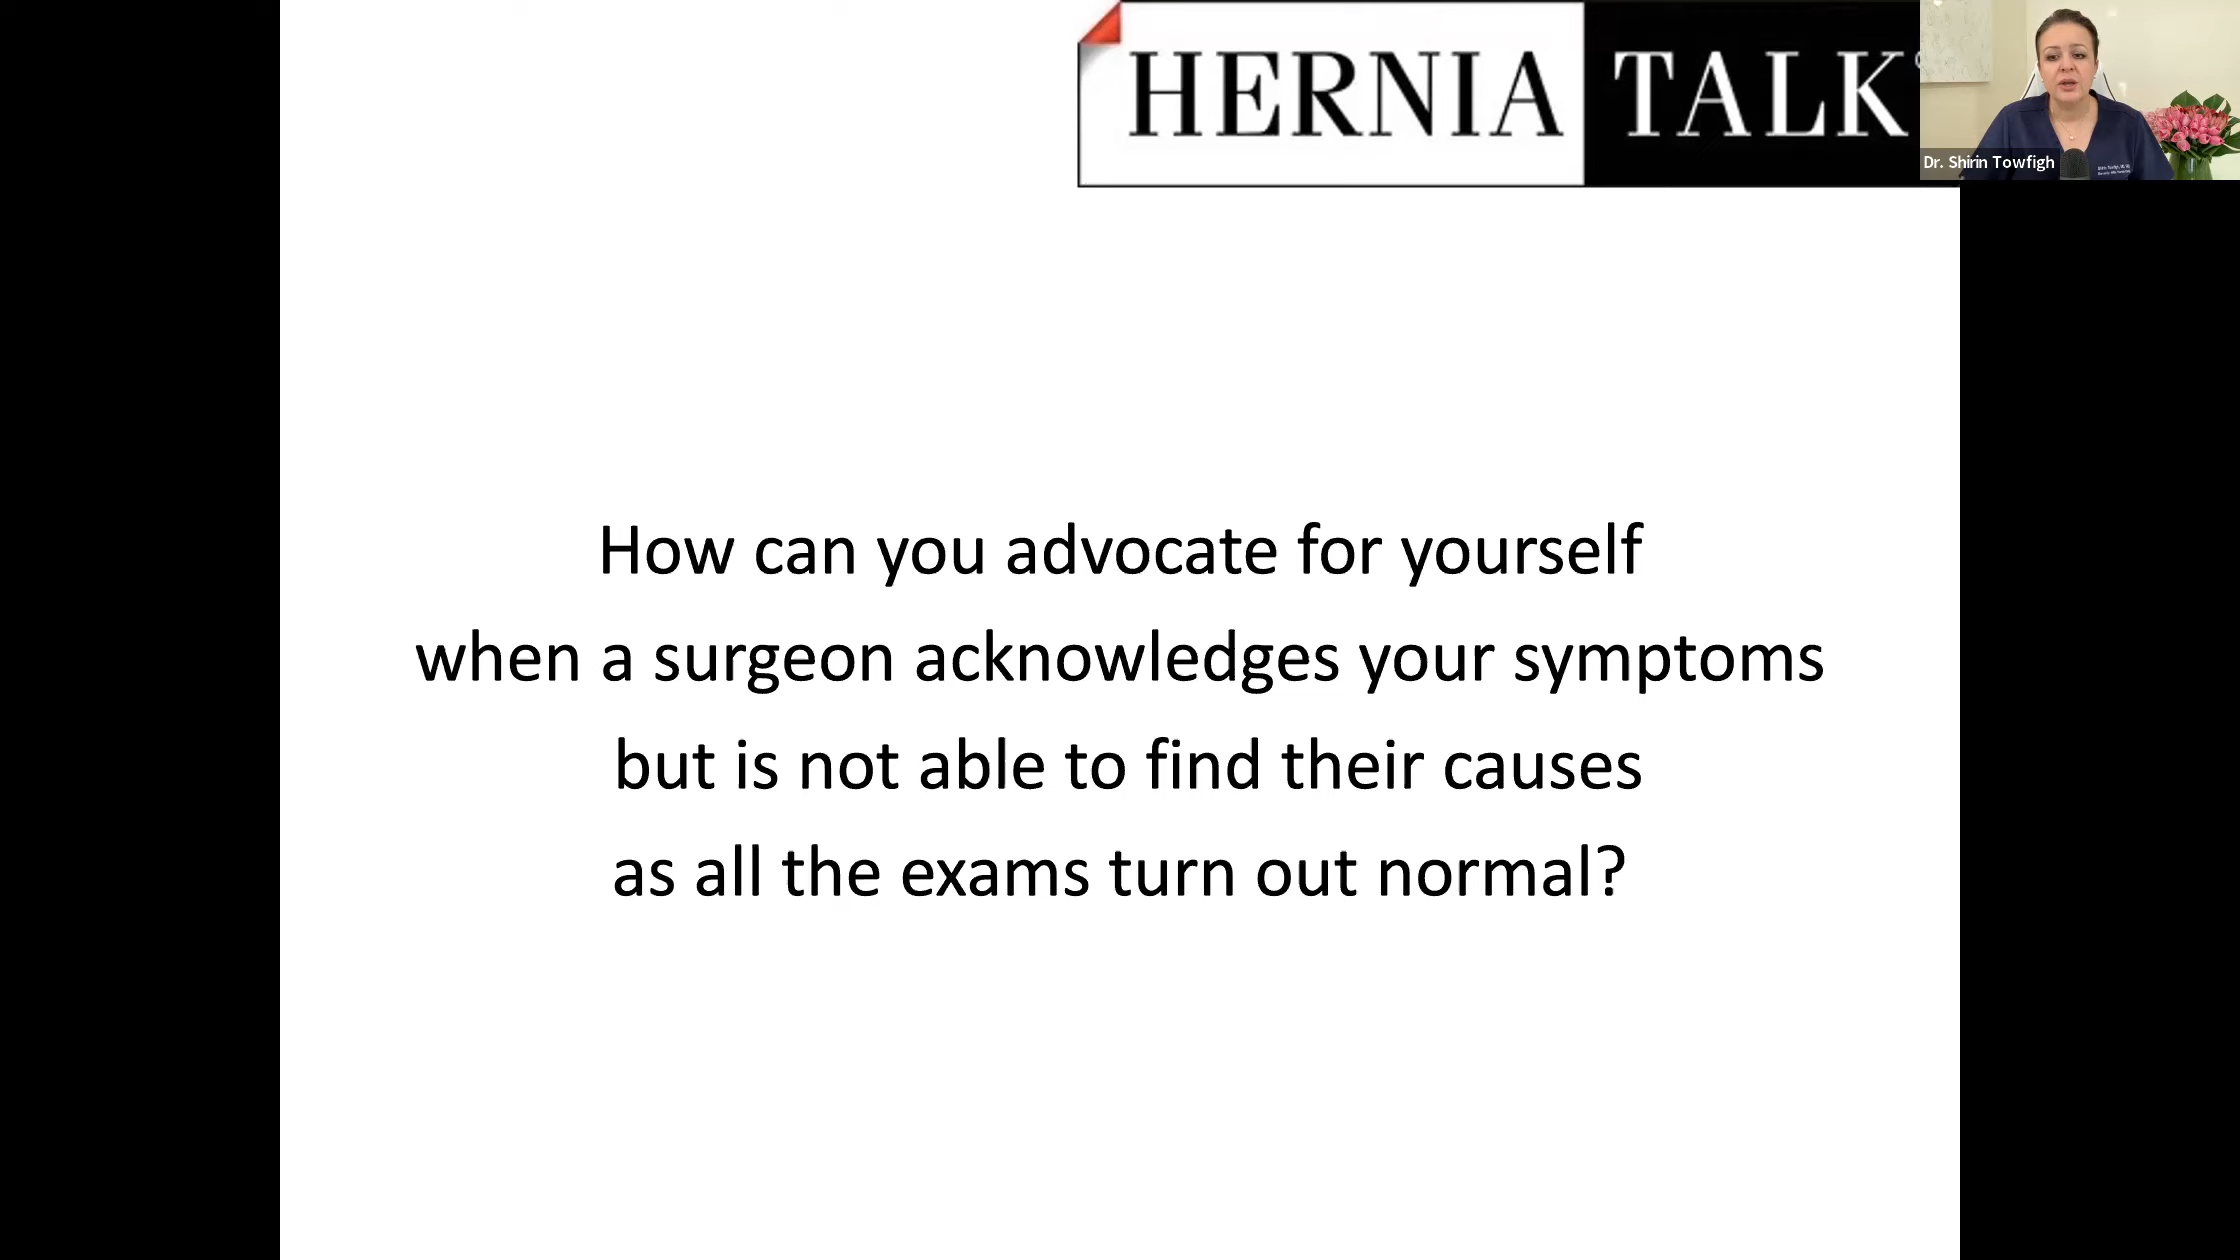 HERNIA TALK
Dr. Shirin Towfigh
How can you advocate for yourself
when a surgeon acknowledges your symptoms
but is not able to find their causes
as all the exams turn out normal?